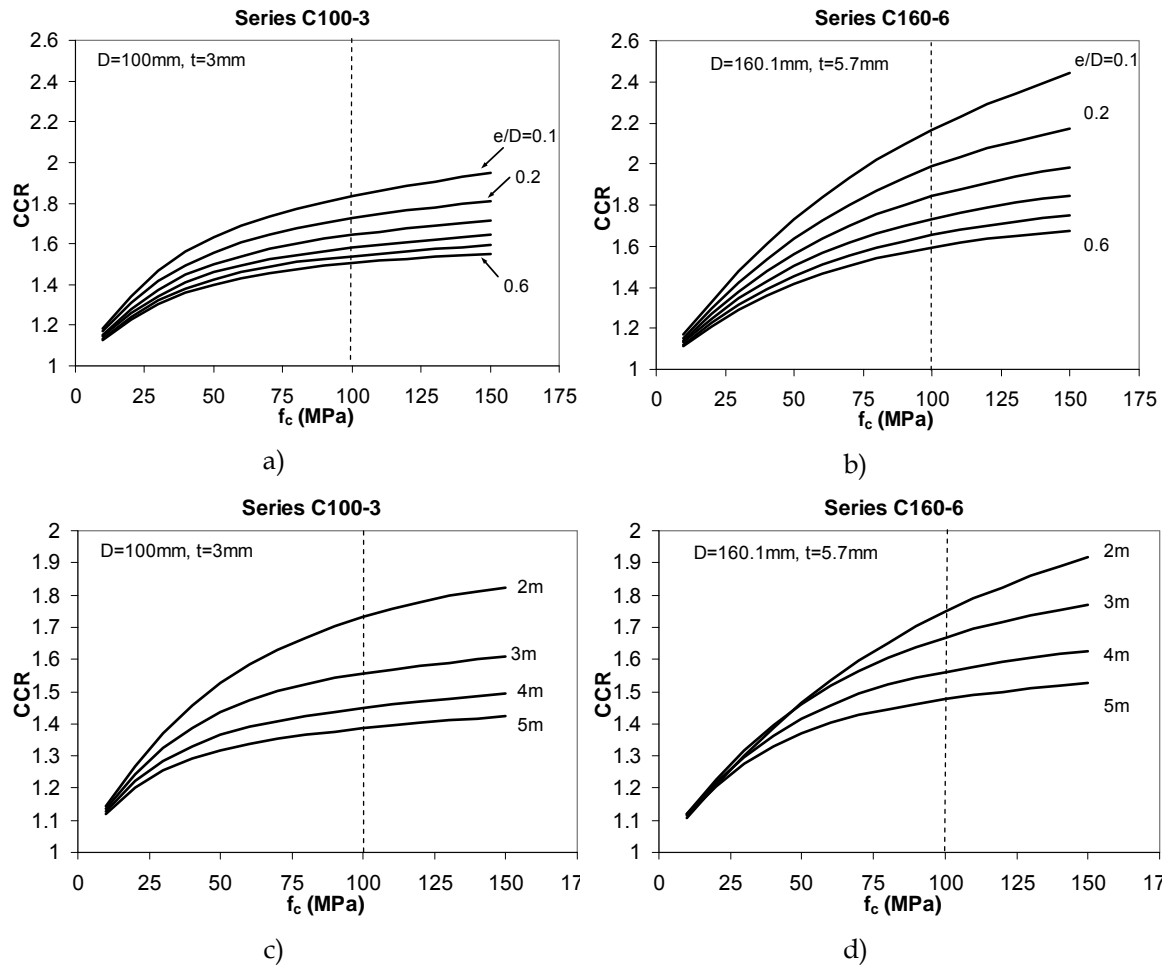 Series C100-3
2.6
2.4
2.2
2
1.8
1.6
1.4
1.2
1
CCR
D=100mm, t=3mm
e/D=0.1
0.2
0.6
0 25 50 75 100 125 150 175
fc (MPa)
a)
Series C160-6
2.6
2.4
2.2
2
1.8
1.6
1.4
1.2
1
CCR
D=160.1mm, t=5.7mm
e/D=0.1
0.2
0.6
0 25 50 75 100 125 150 175
fc (MPa)
b)
Series C100-3
2
1.9
1.8
1.7
1.6
1.5
1.4
1.3
1.2
1.1
1
CCR
D=100mm, t=3mm
2m
3m
4m
5m
0 25 50 75 100 125 150 17
fc (MPa)
c)
Series C160-6
2
1.9
1.8
1.7
1.6
1.5
1.4
1.3
1.2
1.1
1
CCR
D=160.1mm, t=5.7mm
2m
3m
4m
5m
0 25 50 75 100 125 150 17
fc (MPa)
d)